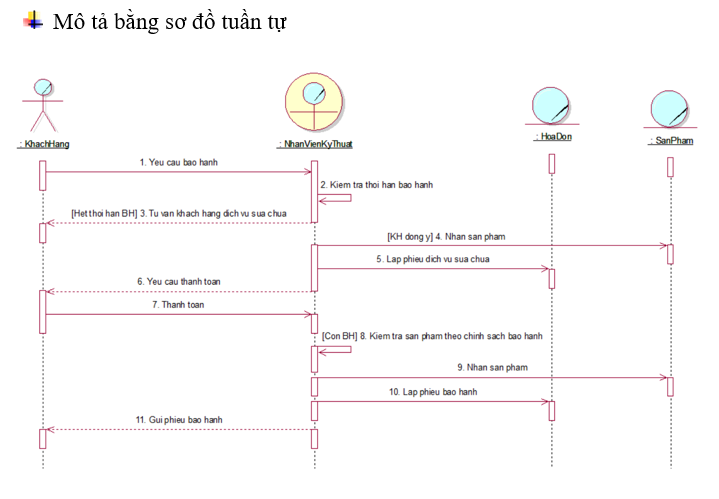 Mô tả bằng sơ đồ tuần tự
: KhachHang
: NhanVienKyThuat
: HoaDon
: SanPham
1. Yeu cau bao hanh
2. Kiem tra thoi han bao hanh
[Het thoi han BH] 3. Tu van khach hang dich vu sua chua
[KH dong y] 4. Nhan san pham
5. Lap phieu dich vu sua chua
6. Yeu cau thanh toan
7. Thanh toan
[Con BH] 8. Kiem tra san pham theo chinh sach bao hanh
9. Nhan san pham
10. Lap phieu bao hanh
11. Gui phieu bao hanh